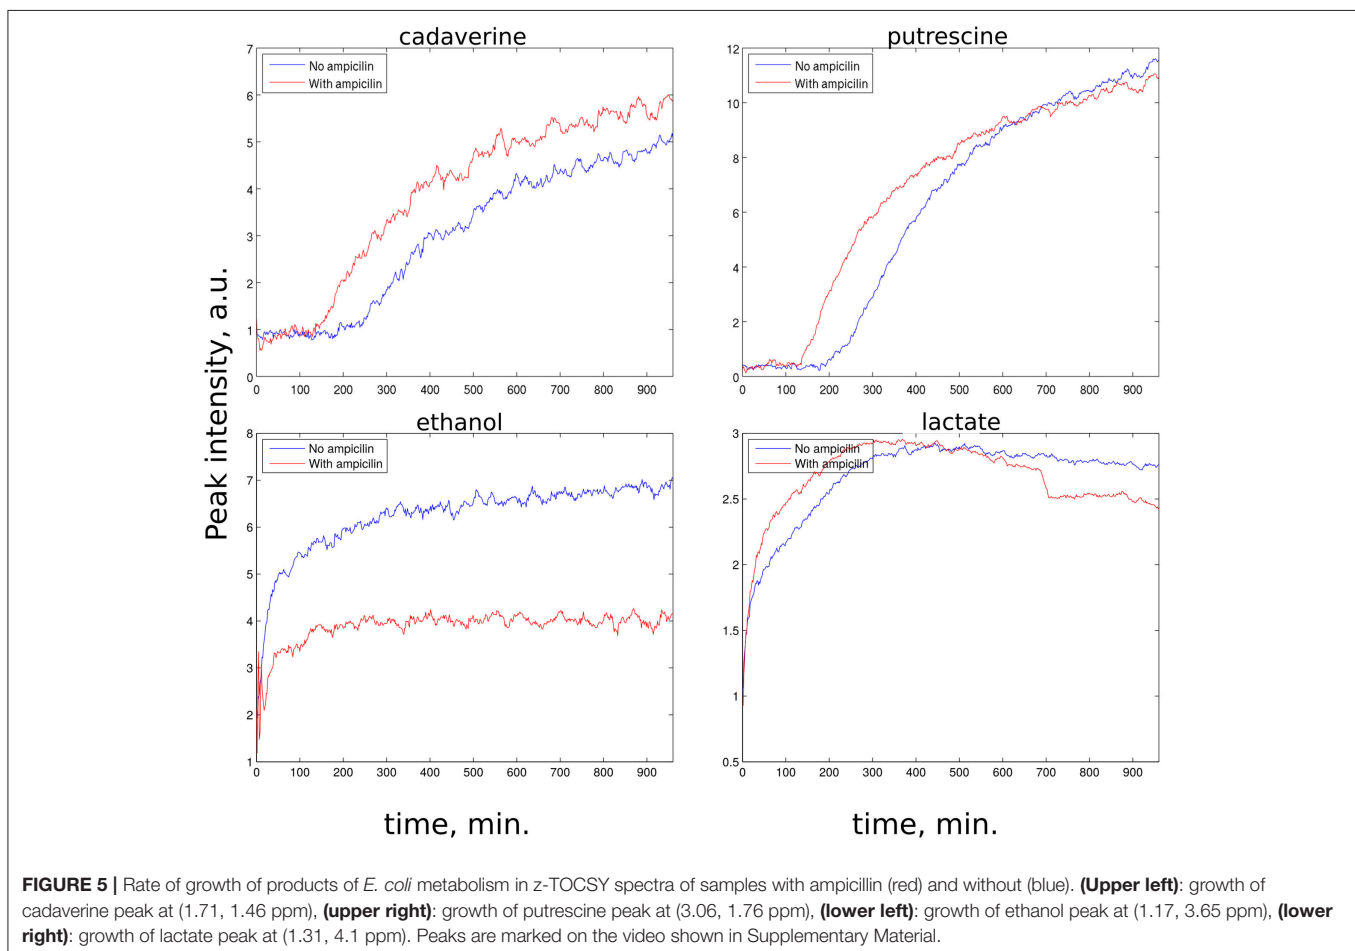 cadaverine
putrescine
7
6
5
4
3
2
1
0
No ampicilin
With ampicilin
0 100 200 300 400 500 600 700 800 900
12
10
8
6
4
2
0
No ampicilin
With ampicilin
0 100 200 300 400 500 600 700 800 900
Peak intensity, a.u.
ethanol
lactate
8
7
6
5
4
3
2
1
No ampicilin
With ampicilin
0 100 200 300 400 500 600 700 800 900
3
2.5
2
1.5
1
0.5
No ampicilin
With ampicilin
0 100 200 300 400 500 600 700 800 900
time, min.
time, min.
FIGURE 5 | Rate of growth of products of E. coli metabolism in z-TOCSY spectra of samples with ampicillin (red) and without (blue). (Upper left): growth of
cadaverine peak at (1.71, 1.46 ppm), (upper right): growth of putrescine peak at (3.06, 1.76 ppm), (lower left): growth of ethanol peak at (1.17, 3.65 ppm), (lower
right): growth of lactate peak at (1.31, 4.1 ppm). Peaks are marked on the video shown in Supplementary Material.